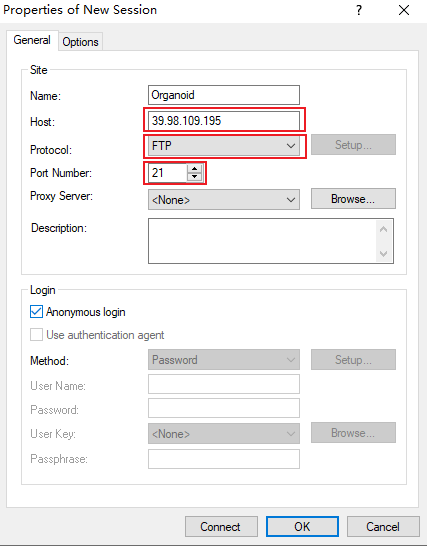 Properties of New Session
General Options
Site
Name: Organoid
Host: 39.98.109.195
Protocol: FTP Setup...
Port Number: 21
Proxy Server: <None> Browse...
Description:
Login
Anonymous login
Use authentication agent
Method: Password Setup...
User Name:
Password:
User Key: <None> Browse...
Passphrase:
Connect OK Cancel